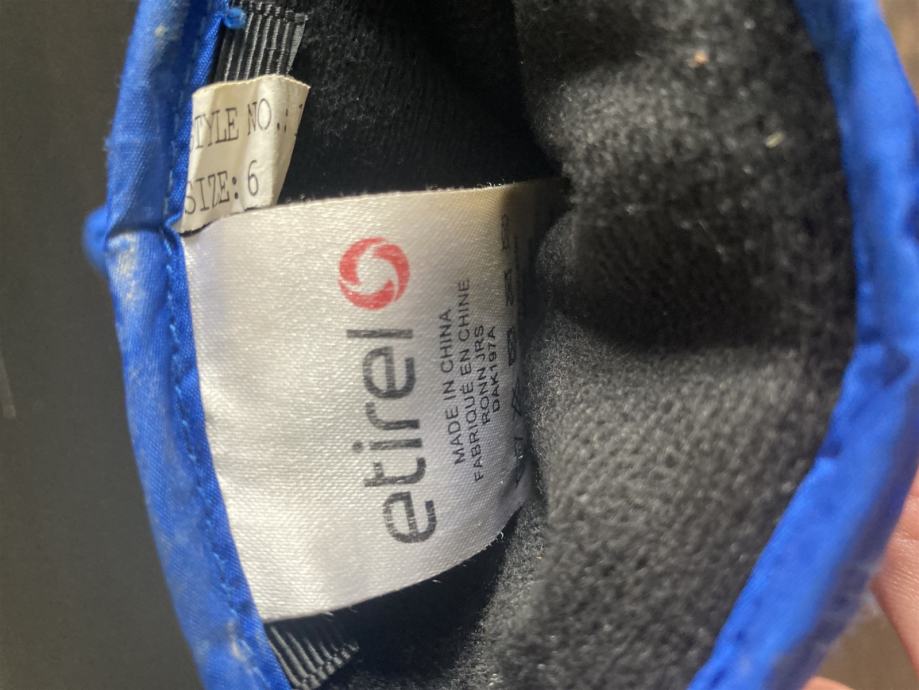 STYLE NO.:
SIZE: 6
etirel
MADE IN CHINA
FABRIQUÉ EN CHINE
RONN JRS
DAK197A